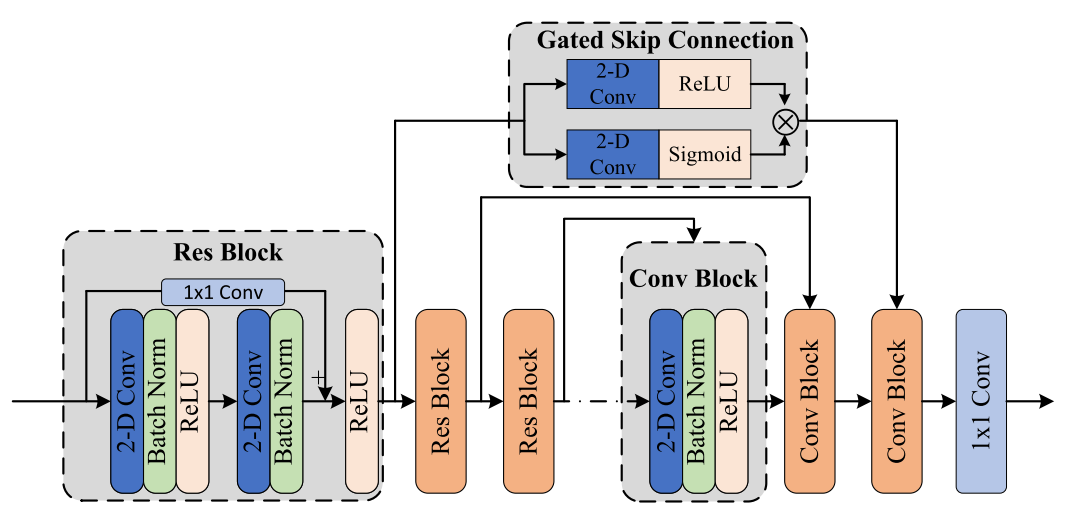 Gated Skip Connection
2-D
Conv
ReLU
2-D
Conv
Sigmoid
Res Block
1x1 Conv
2-D Conv
Batch Norm
ReLU
2-D Conv
Batch Norm
+
ReLU
Res Block
Res Block
Conv Block
2-D Conv
Batch Norm
ReLU
Conv Block
Conv Block
1x1 Conv